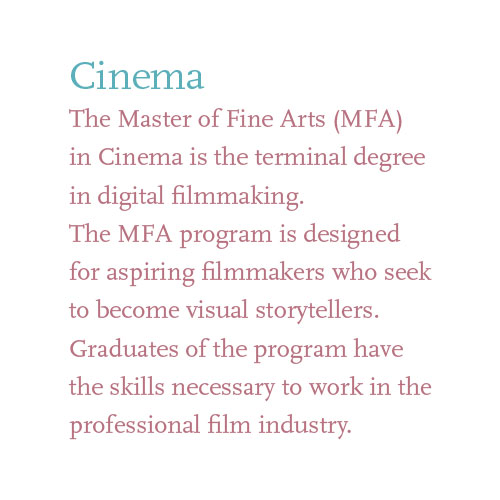 Cinema
The Master of Fine Arts (MFA)
in Cinema is the terminal degree
in digital filmmaking.
The MFA program is designed
for aspiring filmmakers who seek
to become visual storytellers.
Graduates of the program have
the skills necessary to work in the
professional film industry.